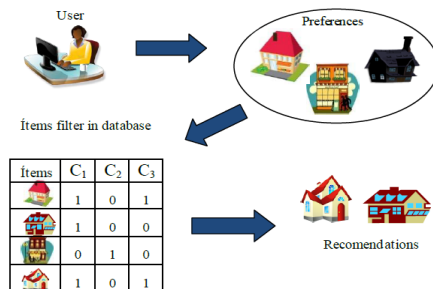 User
Preferences
Ítems filter in database
Ítems C₁ C₂ C₃
1 0 1
1 0 0
0 1 0
1 0 1
Recomendations